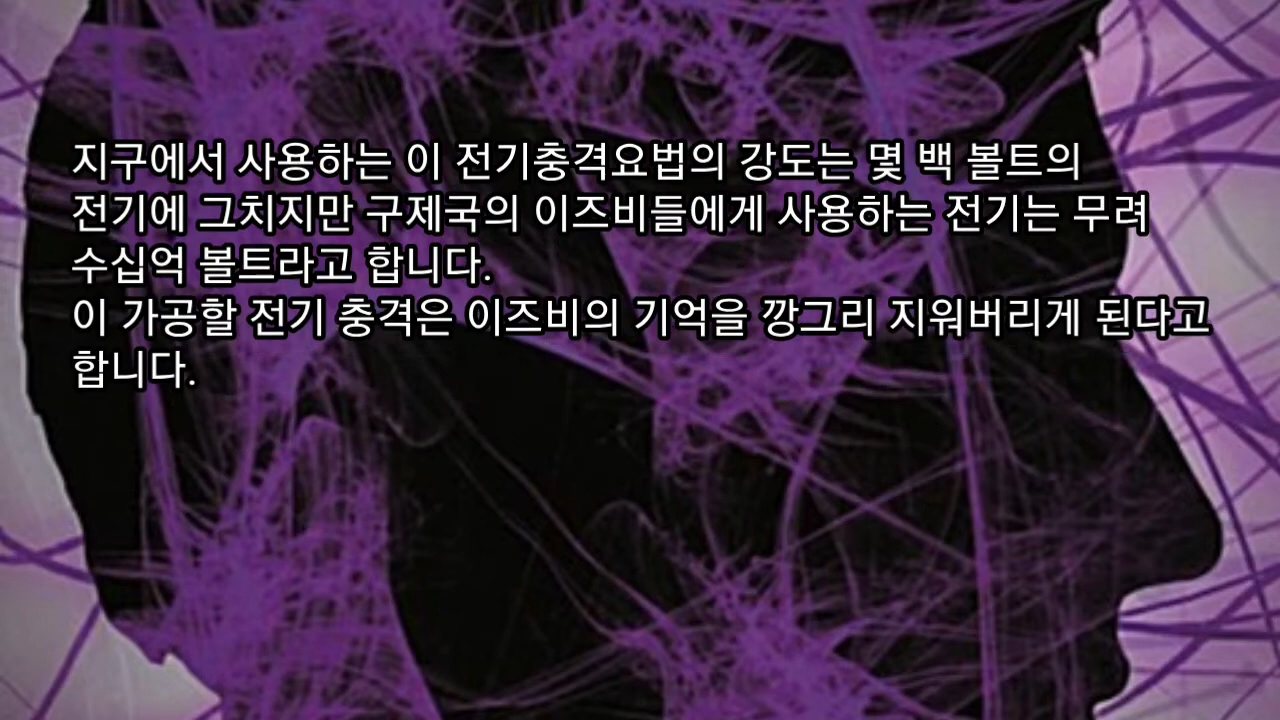 지구에서 사용하는 이 전기충격요법의 강도는 몇 백 볼트의
전기에 그치지만 구제국의 이즈비들에게 사용하는 전기는 무려
수십억 볼트라고 합니다.
이 가공할 전기 충격은 이즈비의 기억을 깡그리 지워버리게 된다고
합니다.